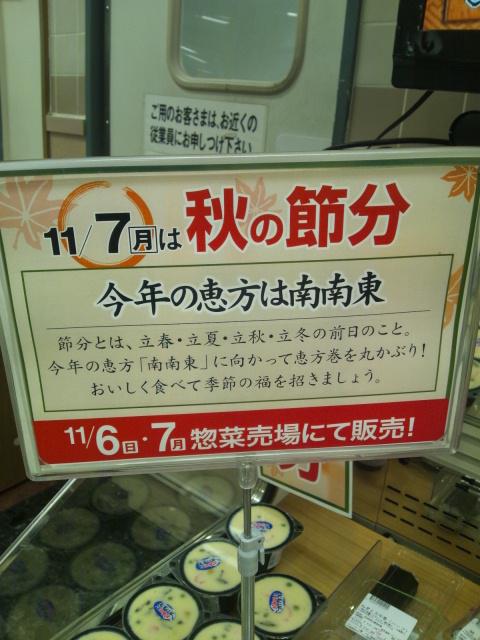 ご用のお客さまは、お近くの
従業員にお申しつけ下さい
11/7月は 秋の節分
今年の恵方は南南東
節分とは、立春・立夏・立秋・立冬の前日のこと。
今年の恵方「南南東」に向かって恵方巻を丸かぶり!
おいしく食べて季節の福を招きましょう。
11/6日・7月 惣菜売場にて販売!